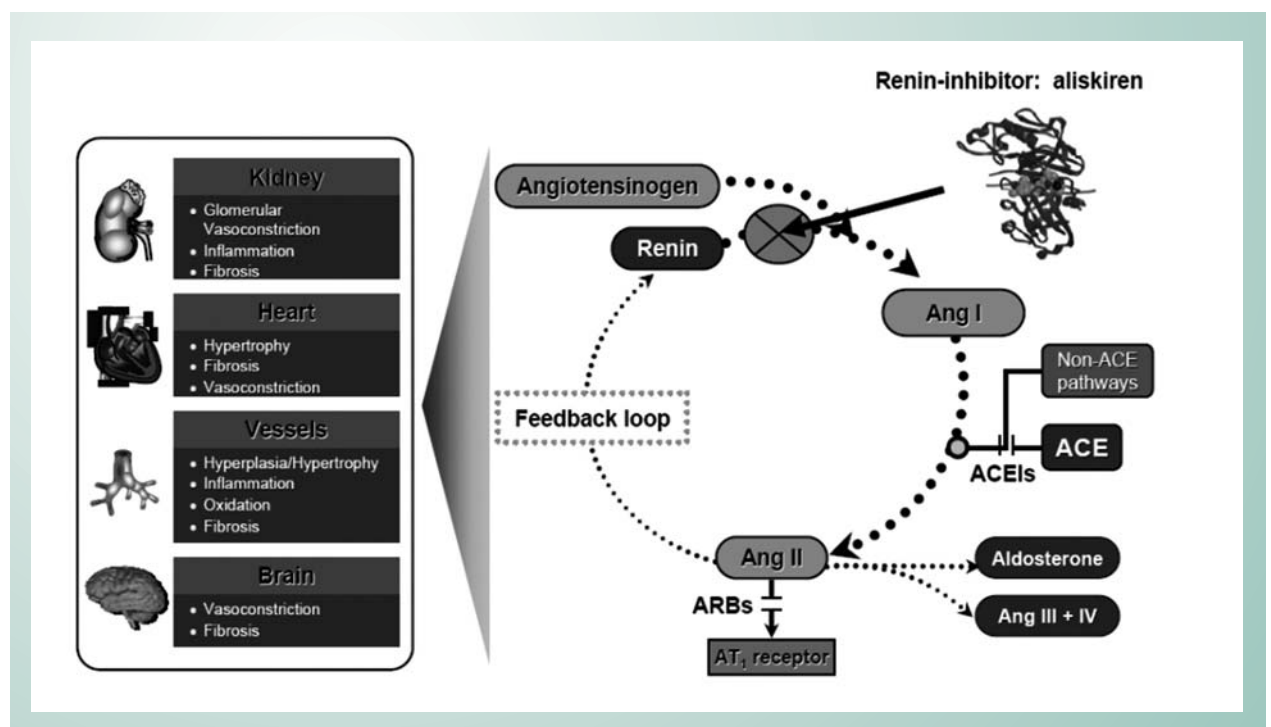 Renin-inhibitor: aliskiren
Kidney
• Glomerular
Vasoconstriction
• Inflammation
• Fibrosis
Heart
• Hypertrophy
• Fibrosis
• Vasoconstriction
Vessels
• Hyperplasia/Hypertrophy
• Inflammation
• Oxidation
• Fibrosis
Brain
• Vasoconstriction
• Fibrosis
Angiotensinogen
Renin
Ang I
Non-ACE
pathways
Feedback loop
ACE
ACEIs
Ang II
Aldosterone
ARBs
Ang III + IV
AT₁ receptor